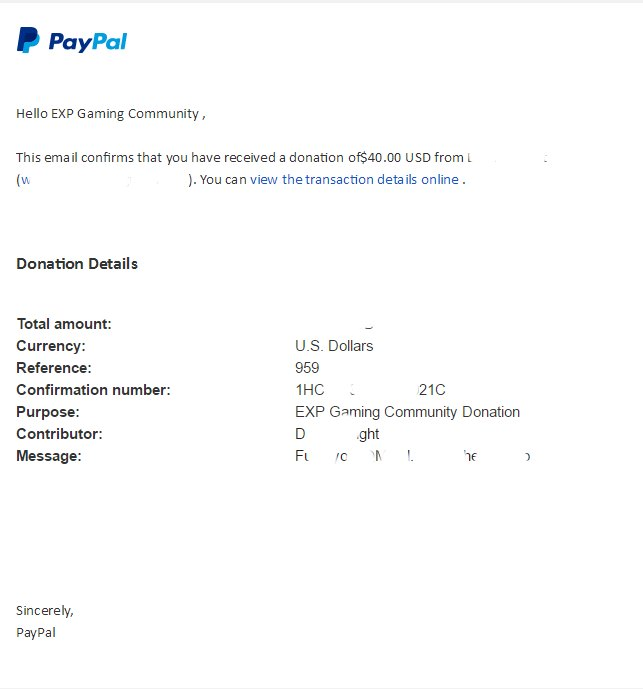 PayPal
Hello EXP Gaming Community ,
This email confirms that you have received a donation of$40.00 USD from
). You can view the transaction details online .
Donation Details
Total amount:
Currency: U.S. Dollars
Reference: 959
Confirmation number: 1HC 21C
Purpose: EXP Gaming Community Donation
Contributor:
Message:
Sincerely,
PayPal